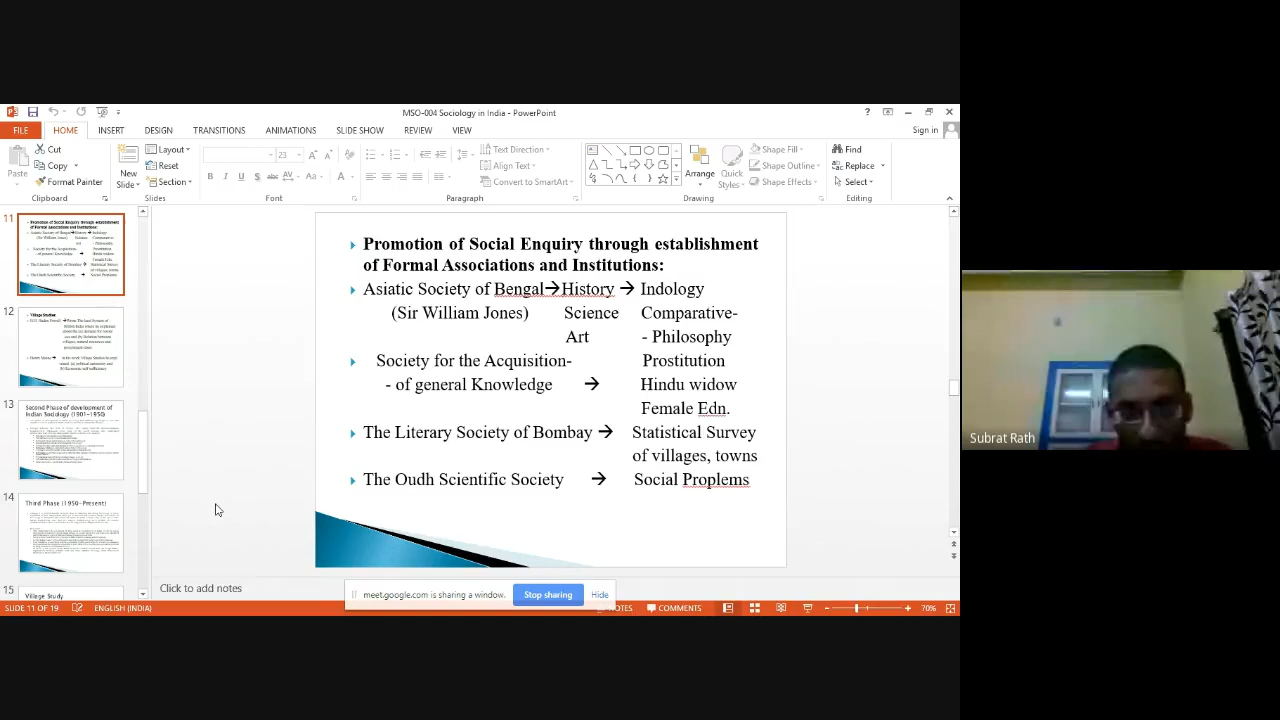 MSO-004 Sociology in India - PowerPoint
Sign in
FILE HOME INSERT DESIGN TRANSITIONS ANIMATIONS SLIDE SHOW REVIEW VIEW
Paste
Cut
Copy
Format Painter
Clipboard
New Slide
Layout
Reset
Section
Slides
23
Font
Text Direction
Align Text
Convert to SmartArt
Paragraph
Arrange
Quick Styles
Shape Fill
Shape Outline
Shape Effects
Drawing
Find
Replace
Select
Editing
11
12
Village Studies
13
Second Phase of development of
Indian Sociology (1901-1950)
14
Third Phase (1950-Present)
15
Village Study
Promotion of Social Enquiry through establishment
of Formal Associations and Institutions:
Asiatic Society of Bengal→History → Indology
(Sir William Jones) Science Comparative-
Art - Philosophy
Society for the Acquisition- Prostitution
- of general Knowledge → Hindu widow
Female Edn.
The Literary Society of Bombay → Statistical Study
of villages, towns
The Oudh Scientific Society → Social Proplems
Click to add notes
meet.google.com is sharing a window. Stop sharing Hide
SLIDE 11 OF 19 ENGLISH (INDIA) NOTES COMMENTS 70%
Subrat Rath